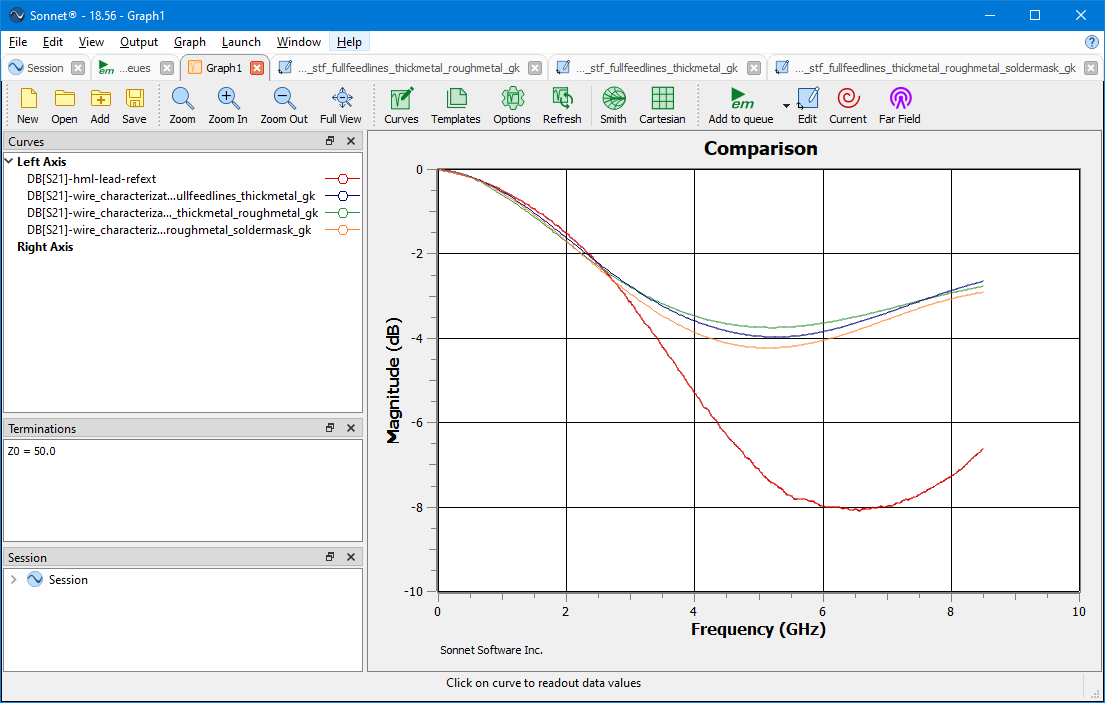 Sonnet® - 18.56 - Graph1
File Edit View Output Graph Launch Window Help
Session em ...eues Graph1 ..._stf_fullfeedlines_thickmetal_roughmetal_gk ..._stf_fullfeedlines_thickmetal_gk ..._stf_fullfeedlines_thickmetal_roughmetal_soldermask_gk
New Open Add Save Zoom Zoom In Zoom Out Full View Curves Templates Options Refresh Smith Cartesian em Add to queue Edit Current Far Field
Curves
Left Axis
DB[S21]-hml-lead-refext
DB[S21]-wire_characterizat...ullfeedlines_thickmetal_gk
DB[S21]-wire_characteriza..._thickmetal_roughmetal_gk
DB[S21]-wire_characteriz...roughmetal_soldermask_gk
Right Axis
Terminations
Z0 = 50.0
Session
Session
Comparison
Magnitude (dB)
0
-2
-4
-6
-8
-10
0 2 4 6 8 10
Frequency (GHz)
Sonnet Software Inc.
Click on curve to readout data values